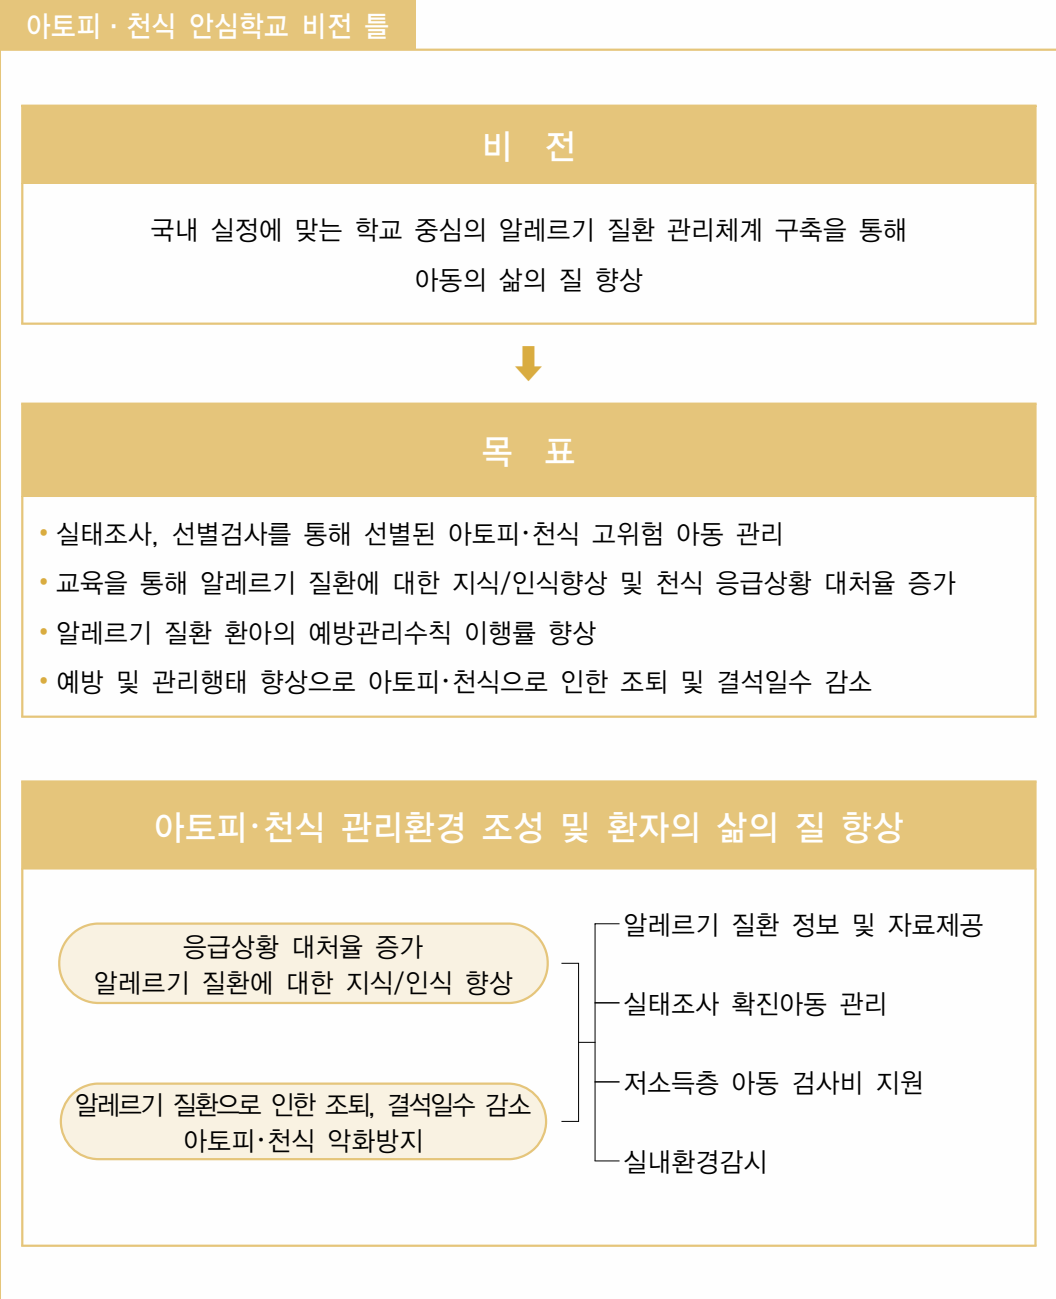 아토피 · 천식 안심학교 비전 틀
비 전
국내 실정에 맞는 학교 중심의 알레르기 질환 관리체계 구축을 통해
아동의 삶의 질 향상
목 표
• 실태조사, 선별검사를 통해 선별된 아토피·천식 고위험 아동 관리
• 교육을 통해 알레르기 질환에 대한 지식/인식향상 및 천식 응급상황 대처율 증가
• 알레르기 질환 환아의 예방관리수칙 이행률 향상
• 예방 및 관리행태 향상으로 아토피·천식으로 인한 조퇴 및 결석일수 감소
아토피·천식 관리환경 조성 및 환자의 삶의 질 향상
응급상황 대처율 증가
알레르기 질환에 대한 지식/인식 향상
알레르기 질환으로 인한 조퇴, 결석일수 감소
아토피·천식 악화방지
알레르기 질환 정보 및 자료제공
실태조사 확진아동 관리
저소득층 아동 검사비 지원
실내환경감시